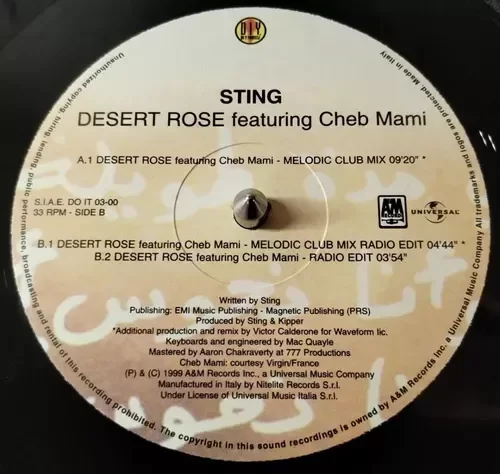 D I Y
STING
DESERT ROSE featuring Cheb Mami
A.1 DESERT ROSE featuring Cheb Mami - MELODIC CLUB MIX 09'20" *
S.I.A.E. DO IT 03-00
33 RPM - SIDE B
A&M
RECORDS
UNIVERSAL
B.1 DESERT ROSE featuring Cheb Mami - MELODIC CLUB MIX RADIO EDIT 04'44" *
B.2 DESERT ROSE featuring Cheb Mami - RADIO EDIT 03'54"
Written by Sting
Publishing: EMI Music Publishing - Magnetic Publishing (PRS)
Produced by Sting & Kipper
*Additional production and remix by Victor Calderone for Waveform Iic.
Keyboards and engineered by Mac Quayle
Mastered by Aaron Chakraverty at 777 Productions
Cheb Mami: courtesy Virgin/France
(P) & (C) 1999 A&M Records Inc., a Universal Music Company
Manufactured in Italy by Nitelite Records S.r.l.
Under License of Universal Music Italia S.r.l.
Unauthorized copying, hiring, lending, public performance, broadcasting and rental of this recording prohibited. The copyright in this sound recordings is owned by A&M Records Iic. a Universal Music Company All trademarks and logos are protected. Made in Italy